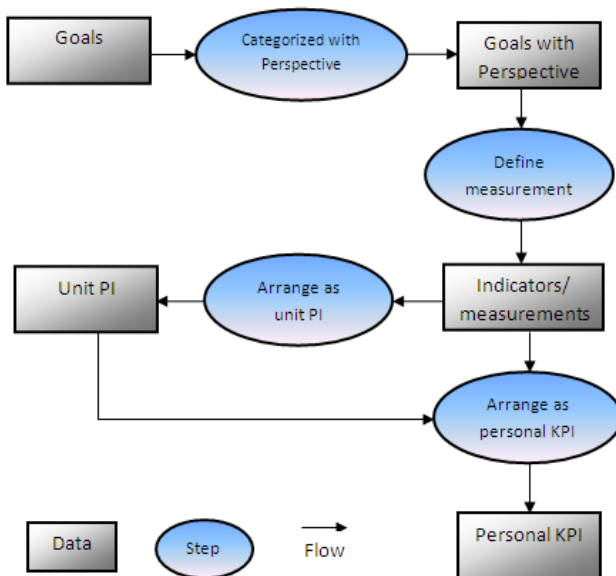 Goals
Categorized with
Perspective
Goals with
Perspective
Define
measurement
Unit PI
Arrange as
unit PI
Indicators/
measurements
Arrange as
personal KPI
Data
Step
Flow
Personal KPI